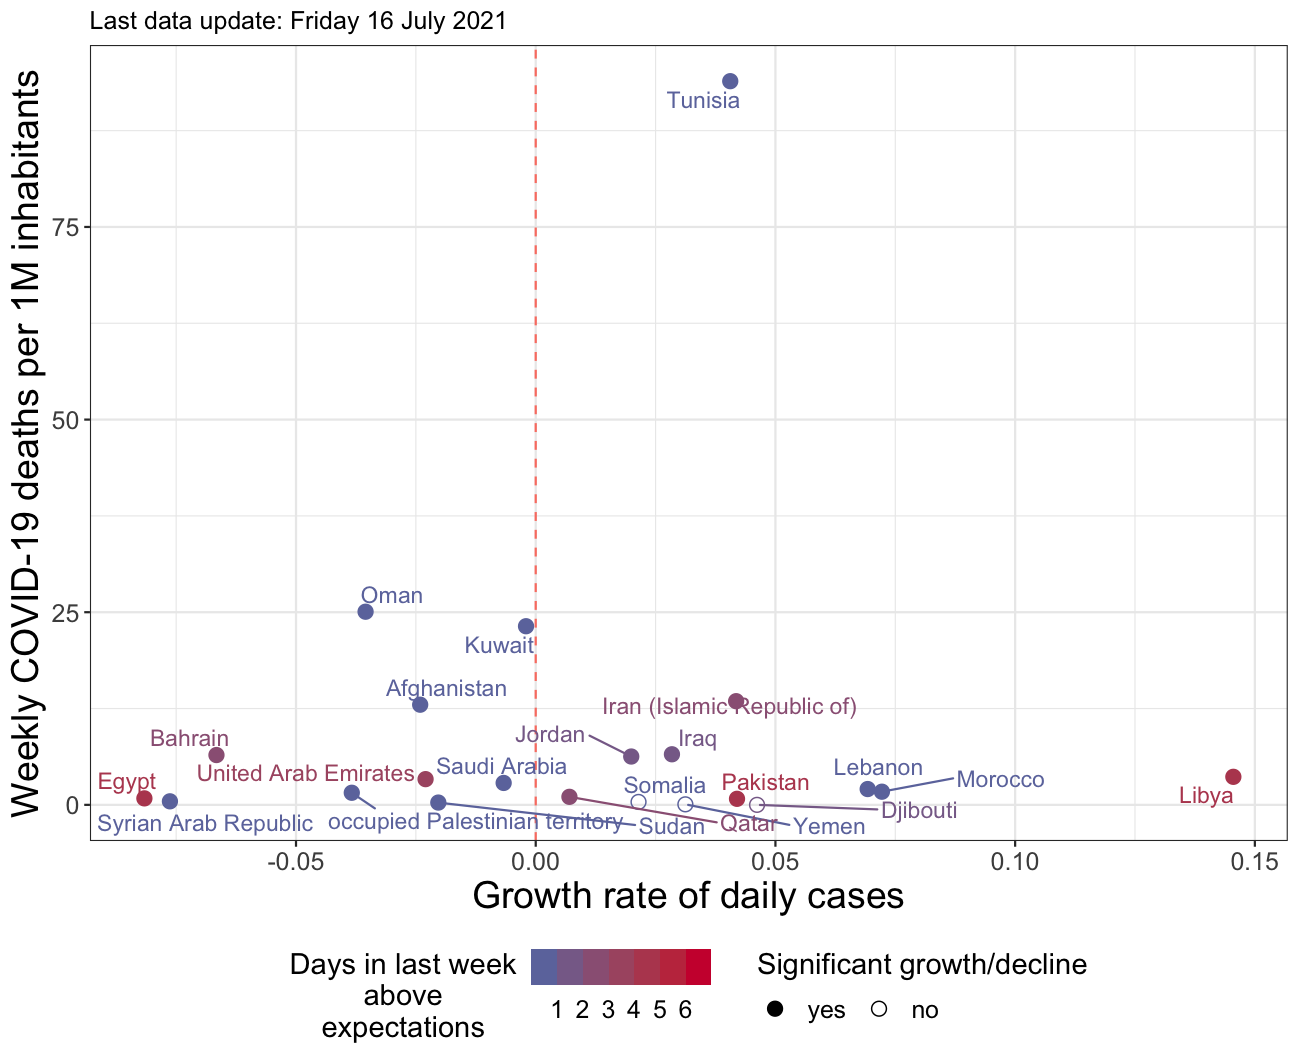 Last data update: Friday 16 July 2021
Weekly COVID-19 deaths per 1M inhabitants
75
50
25
0
Tunisia
Oman
Kuwait
Afghanistan
Iran (Islamic Republic of)
Jordan
Iraq
Bahrain
Saudi Arabia
Lebanon
United Arab Emirates
Morocco
Egypt
Somalia
Pakistan
Libya
Djibouti
Syrian Arab Republic
occupied Palestinian territory
Sudan
Qatar
Yemen
-0.05
0.00
0.05
0.10
0.15
Growth rate of daily cases
Days in last week
above
expectations
1 2 3 4 5 6
Significant growth/decline
yes
no